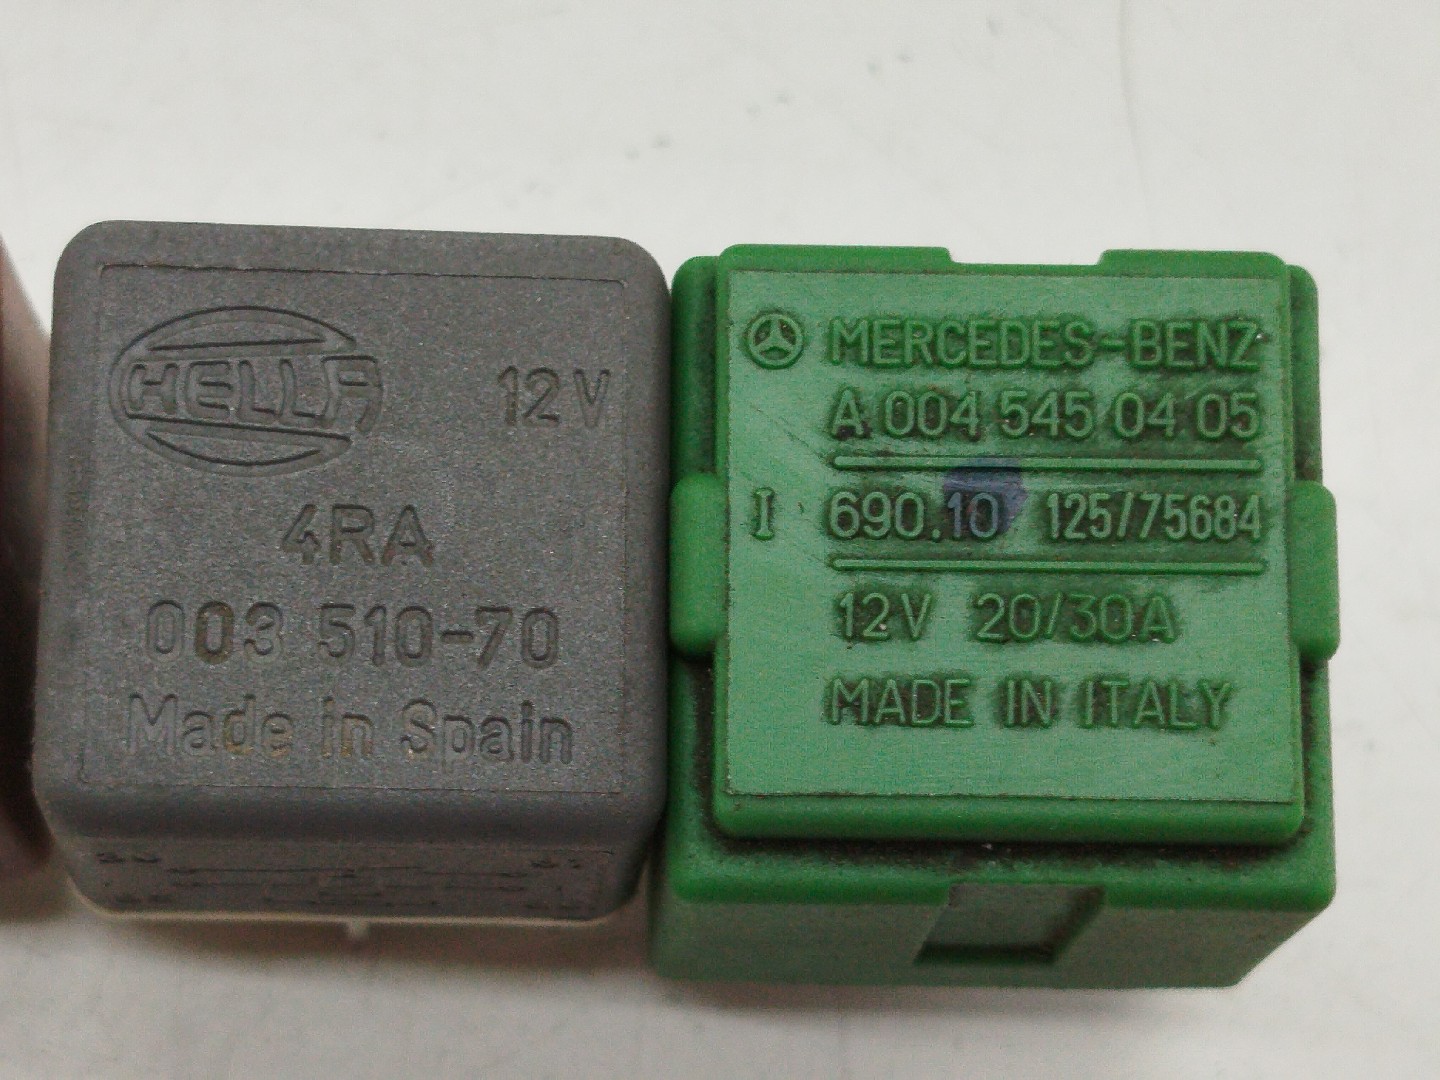 HELLA
12V
4RA
003 510-70
Made in Spain
MERCEDES-BENZ
A 004 545 04 05
I 690.10 125/75684
12V 20/30A
MADE IN ITALY